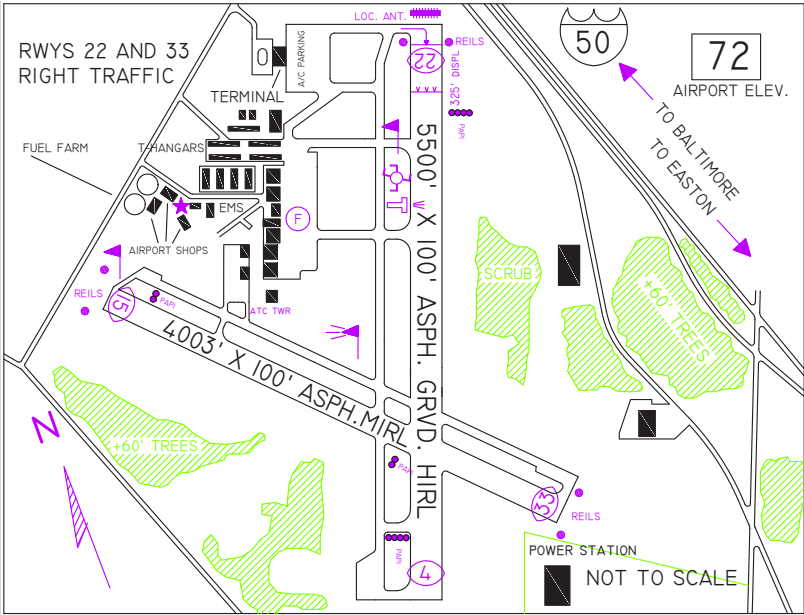 LOC. ANT.
RWYS 22 AND 33
RIGHT TRAFFIC
A/C PARKING
REILS
22
325' DISPL
PAPI
50
72
AIRPORT ELEV.
TO BALTIMORE
TO EASTON
TERMINAL
T-HANGARS
FUEL FARM
EMS
F
AIRPORT SHOPS
REILS
15
PAPI
ATC TWR
5500' X 100' ASPH. GRVD. HIRL
4003' X 100' ASPH.MIRL
SCRUB
+60' TREES
N
+60' TREES
PAPI
33
REILS
PAPI
4
POWER STATION
NOT TO SCALE